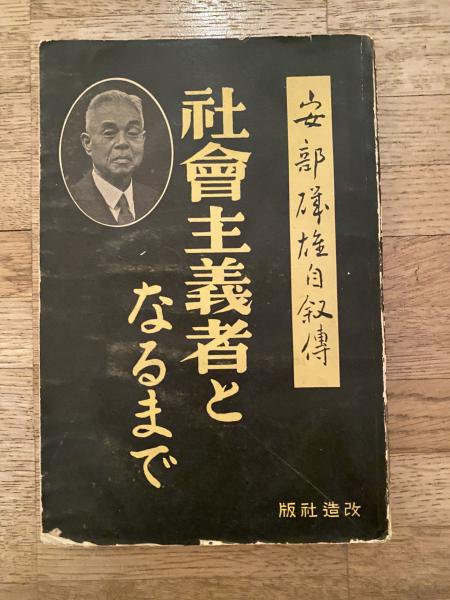 安部磯雄自叙傳
社會主義者と
なるまで
版社造改